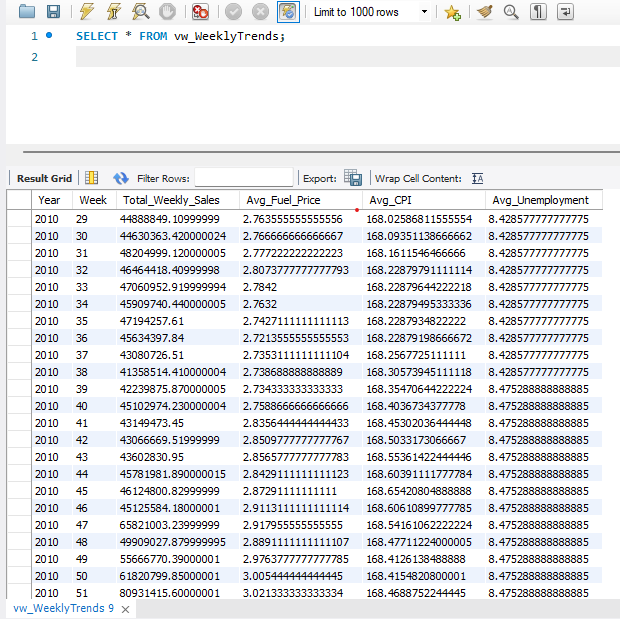 Limit to 1000 rows
1 SELECT * FROM vw_WeeklyTrends;
2
Result Grid Filter Rows: Export: Wrap Cell Content: IA
Year Week Total_Weekly_Sales Avg_Fuel_Price Avg_CPI Avg_Unemployment
2010 29 44888849.10999999 2.763555555555556 168.02586811555554 8.428577777777775
2010 30 44630363.420000024 2.766666666666667 168.09351138666662 8.428577777777775
2010 31 48204999.120000005 2.777222222222223 168.1611546466666 8.428577777777775
2010 32 46464418.40999998 2.8073777777777793 168.22879791111114 8.428577777777775
2010 33 47060952.919999994 2.7842 168.22879644222218 8.428577777777775
2010 34 45909740.440000005 2.7632 168.22879495333336 8.428577777777775
2010 35 47194257.61 2.7427111111111113 168.2287934822222 8.428577777777775
2010 36 45634397.84 2.7213555555555553 168.22879198666672 8.428577777777775
2010 37 43080726.51 2.7353111111111104 168.2567725111111 8.428577777777775
2010 38 41358514.410000004 2.738688888888889 168.30573945111118 8.428577777777775
2010 39 42239875.870000005 2.734333333333333 168.35470644222224 8.475288888888885
2010 40 45102974.230000004 2.7588666666666666 168.4036734377778 8.475288888888885
2010 41 43149473.45 2.8356444444444433 168.45302036444448 8.475288888888885
2010 42 43066669.51999999 2.8509777777777767 168.5033173066667 8.475288888888885
2010 43 43602830.95 2.8565777777777783 168.55361422444446 8.475288888888885
2010 44 45781981.890000015 2.8429111111111123 168.60391111777784 8.475288888888885
2010 45 46124800.82999999 2.8729111111111 168.65420804888888 8.475288888888885
2010 46 45125584.18000001 2.9113111111111114 168.60610899777785 8.475288888888885
2010 47 65821003.23999999 2.917955555555555 168.54161062222224 8.475288888888885
2010 48 49909027.879999995 2.8891111111111107 168.47711224000005 8.475288888888885
2010 49 55666770.39000001 2.9763777777777785 168.4126138488888 8.475288888888885
2010 50 61820799.85000001 3.005444444444445 168.4154820800001 8.475288888888885
2010 51 80931415.60000001 3.021333333333334 168.4688752244445 8.475288888888885
vw_WeeklyTrends 9